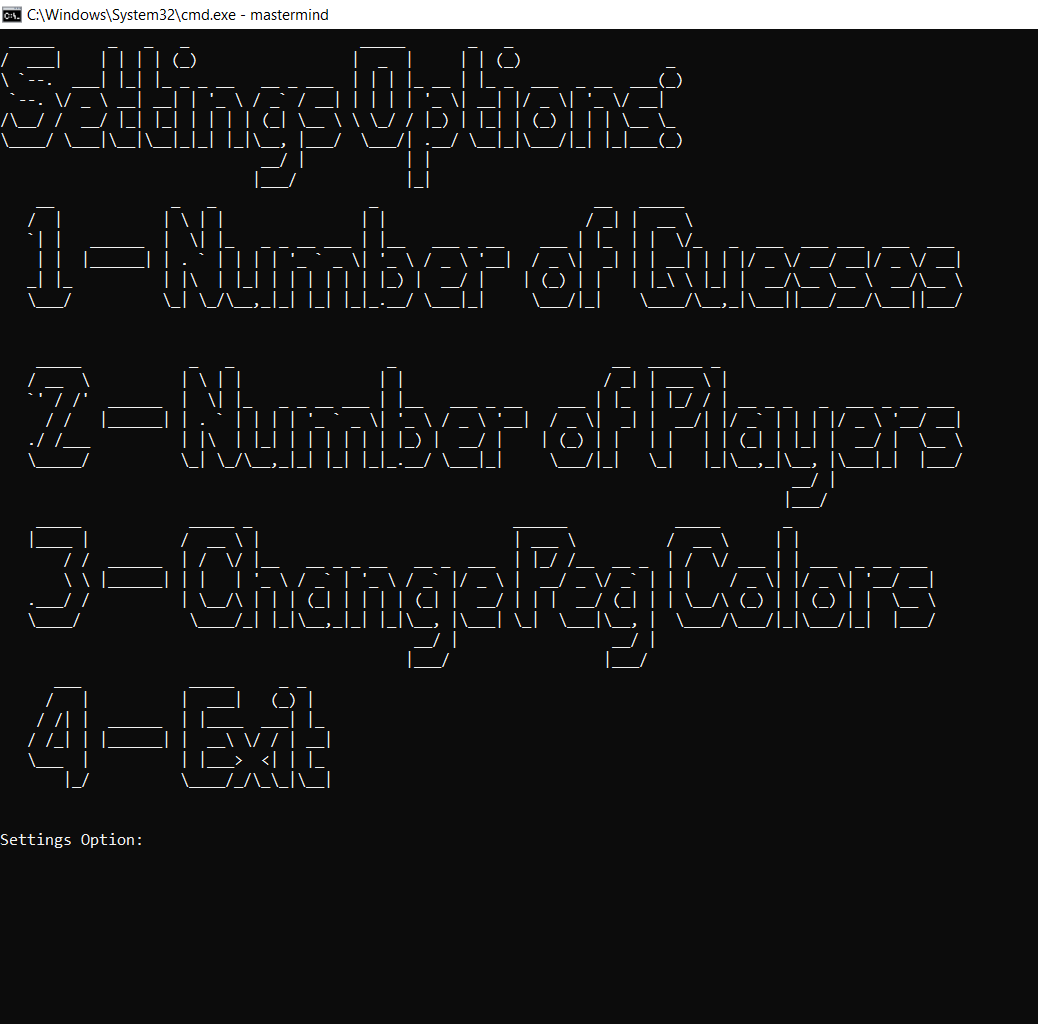 C:\Windows\System32\cmd.exe - mastermind
Settings Options:
1 - Number of Guesses
2 - Number of Players
3 - Change Peg Colors
4 - Exit
Settings Option: